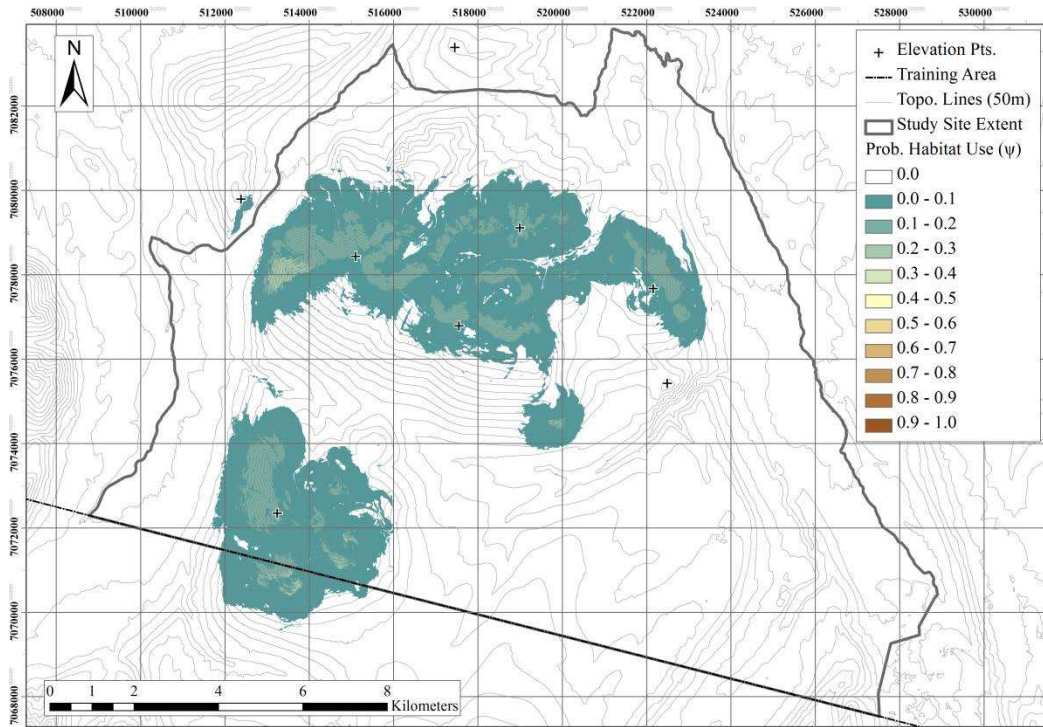 508000 510000 512000 514000 516000 518000 520000 522000 524000 526000 528000 530000
N
Elevation Pts.
Training Area
Topo. Lines (50m)
Study Site Extent
Prob. Habitat Use (ψ)
0.0
0.0 - 0.1
0.1 - 0.2
0.2 - 0.3
0.3 - 0.4
0.4 - 0.5
0.5 - 0.6
0.6 - 0.7
0.7 - 0.8
0.8 - 0.9
0.9 - 1.0
7082000
7080000
7078000
7076000
7074000
7072000
7070000
7068000
0 1 2 4 6 8
Kilometers